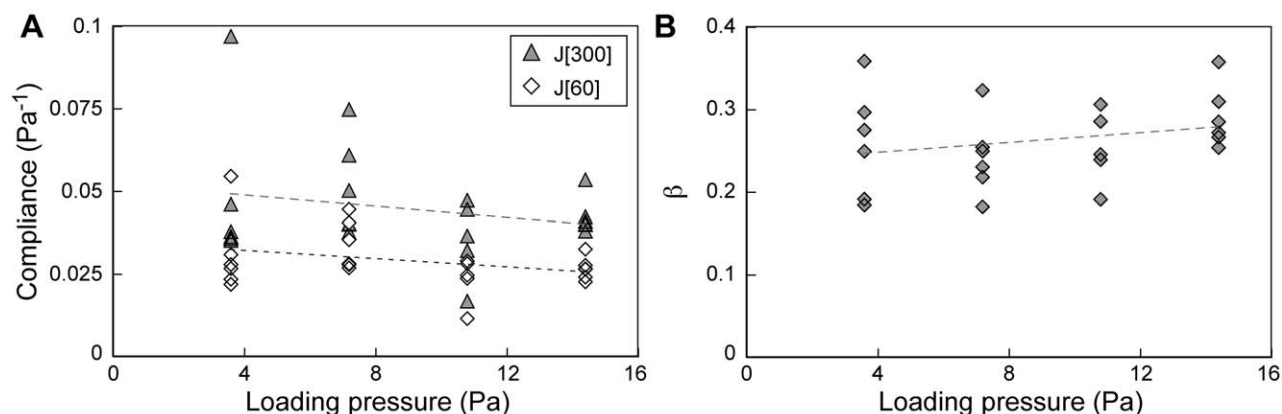 A
Compliance (Pa⁻¹)
0.1
0.075
0.05
0.025
0
J[300]
J[60]
0 4 8 12 16
Loading pressure (Pa)
B
β
0.4
0.3
0.2
0.1
0 4 8 12 16
Loading pressure (Pa)